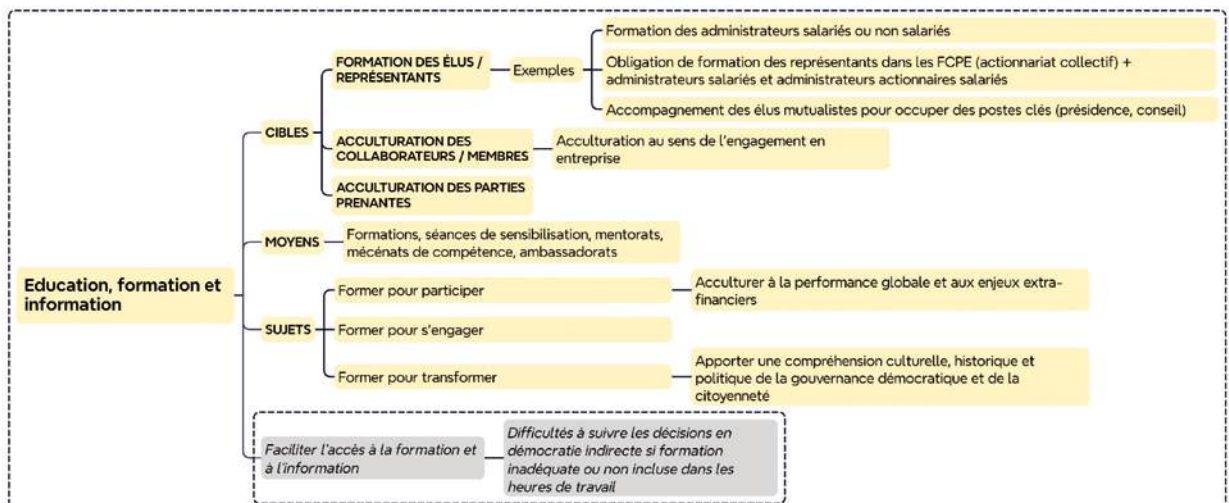 Education, formation et
information
CIBLES
FORMATION DES ÉLUS /
REPRÉSENTANTS
Exemples
Formation des administrateurs salariés ou non salariés
Obligation de formation des représentants dans les FCPE (actionnariat collectif) +
administrateurs salariés et administrateurs actionnaires
salariés
Accompagnement des élus mutualistes pour occuper des postes clés (présidence, conseil)
ACCULTURATION DES
COLLABORATEURS / MEMBRES
Acculturation au sens de l'engagement en
entreprise
ACCULTURATION DES PARTIES
PRENANTES
MOYENS
Formations, séances de sensibilisation, mentorats,
mécénats de compétence, ambassadorats
SUJETS
Former pour participer
Acculturer à la performance globale et aux enjeux extra-
financiers
Former pour s'engager
Former pour transformer
Apporter une compréhension culturelle, historique et
politique de la gouvernance démocratique et de la
citoyenneté
Faciliter l'accès à la formation et
à l'information
Difficultés à suivre les décisions en
démocratie indirecte si formation
inadéquate ou non incluse dans les
heures de travail